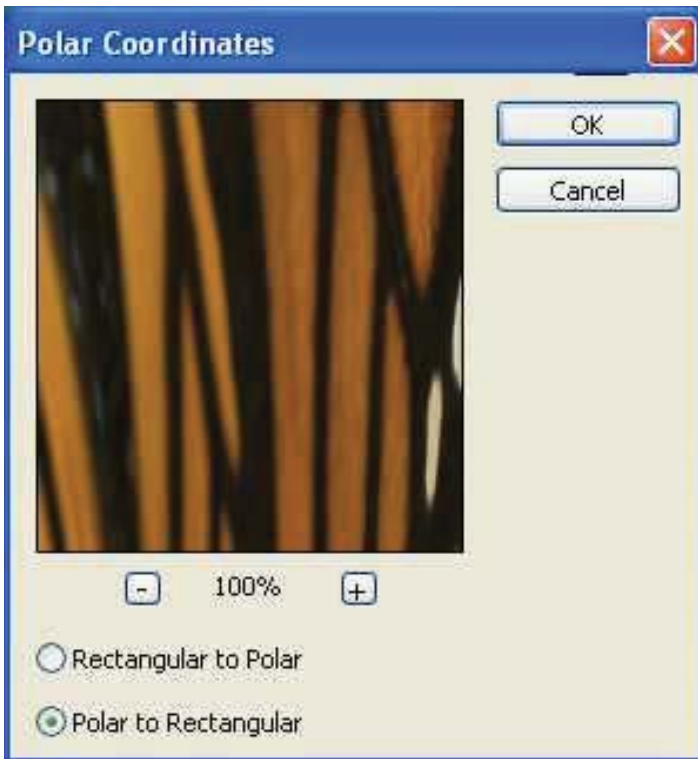 Polar Coordinates
OK
Cancel
- 100% +
Rectangular to Polar
Polar to Rectangular